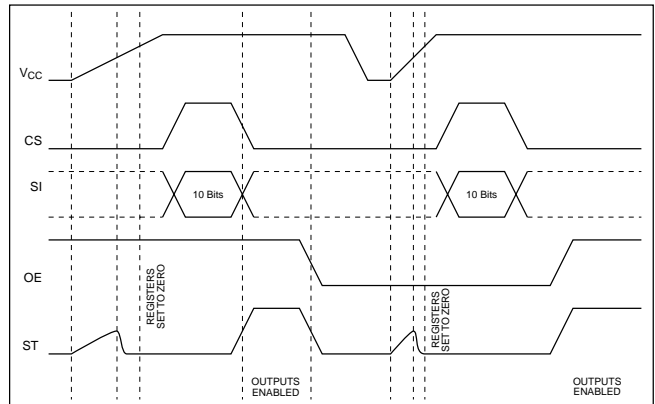 VCC
CS
SI
10 Bits
10 Bits
OE
REGISTERS
SET TO ZERO
REGISTERS
SET TO ZERO
ST
OUTPUTS
ENABLED
OUTPUTS
ENABLED